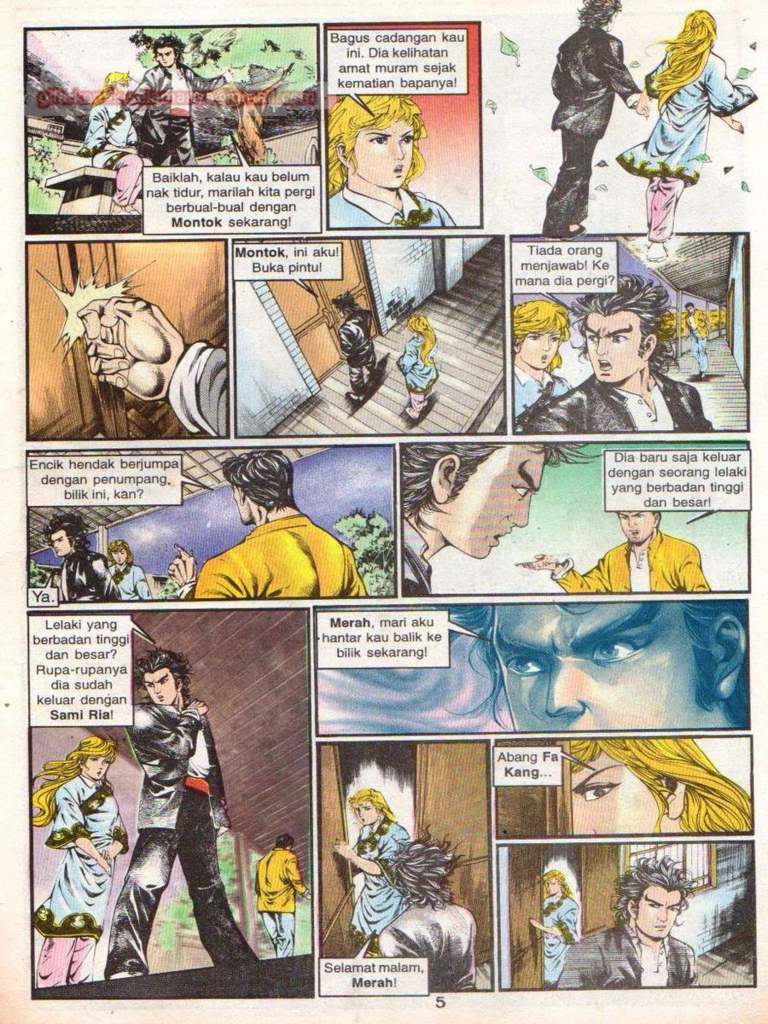 Bagus cadangan kau
ini. Dia kelihatan
amat muram sejak
kematian bapanya!
Baiklah, kalau kau belum
nak tidur, marilah kita pergi
berbual-bual dengan
Montok sekarang!
Montok, ini aku!
Buka pintu!
Tiada orang
menjawab! Ke
mana dia pergi?
Encik hendak berjumpa
dengan penumpang,
bilik ini, kan?
Ya.
Dia baru saja keluar
dengan seorang lelaki
yang berbadan tinggi
dan besar!
Lelaki yang
berbadan tinggi
dan besar?
Rupa-rupanya
dia sudah
keluar dengan
Sami Ria!
Merah, mari aku
hantar kau balik ke
bilik sekarang!
Abang Fa
Kang...
Selamat malam,
Merah!
5